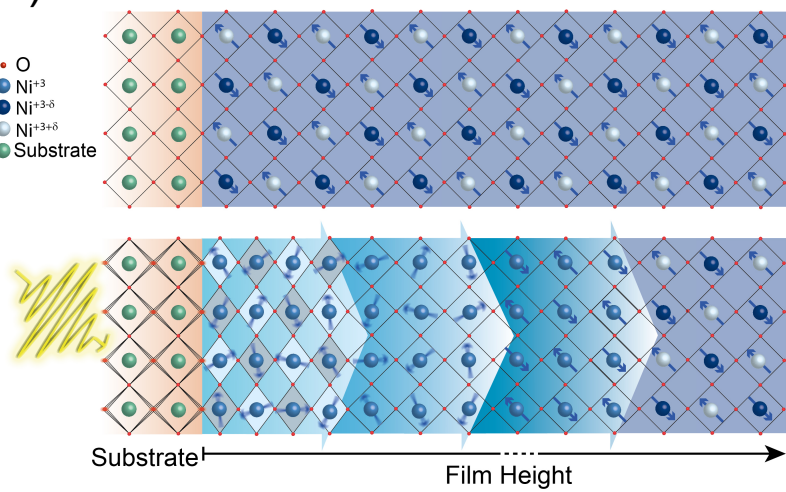 O
Ni+3
Ni+3-δ
Ni+3+δ
Substrate
Substrate
Film Height